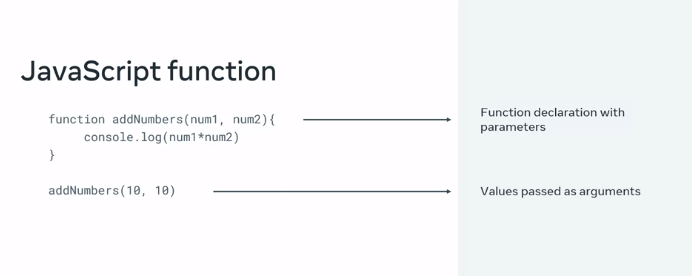 JavaScript function
function addNumbers(num1, num2){
console.log(num1*num2)
}
addNumbers(10, 10)
Function declaration with
parameters
Values passed as arguments